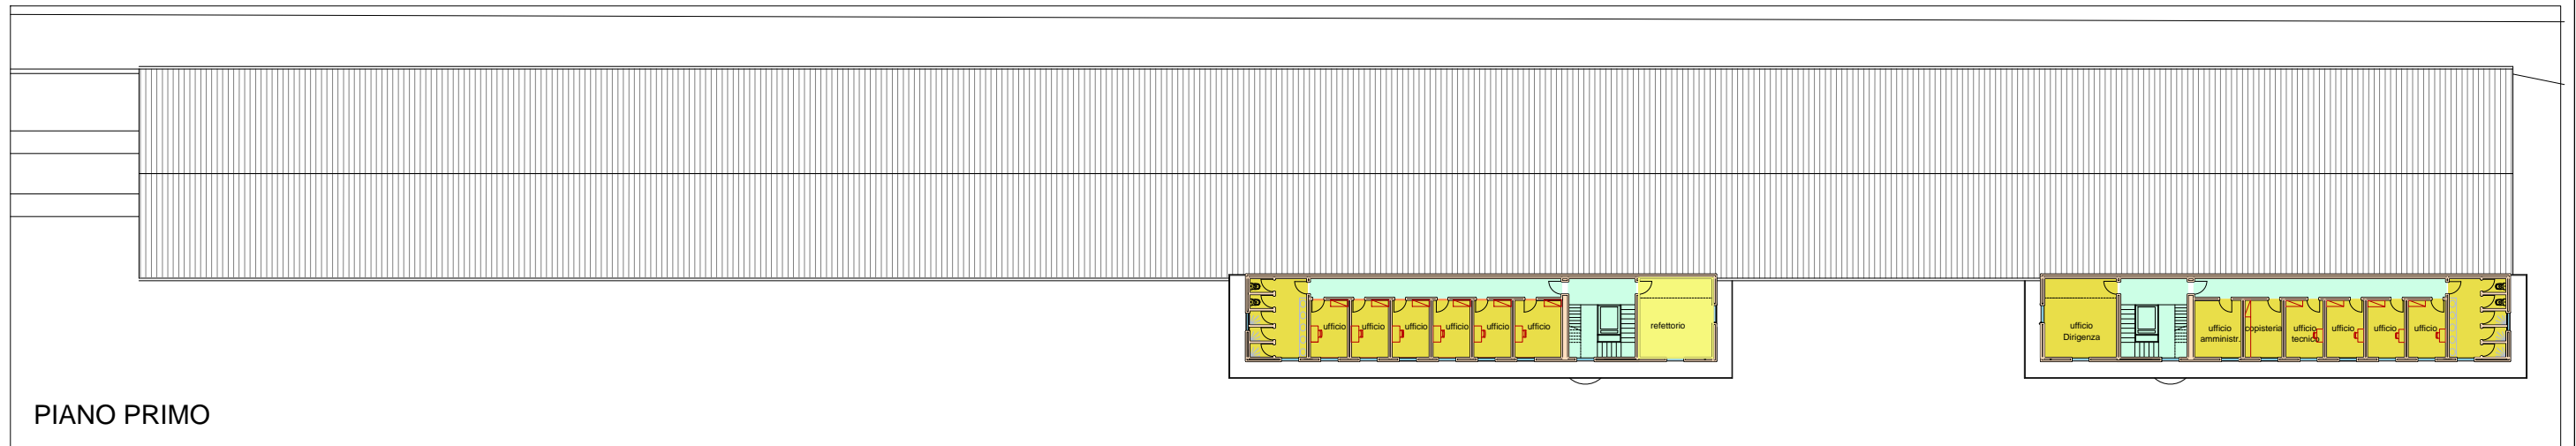 ufficio ufficio ufficio ufficio ufficio ufficio refettorio
ufficio
Dirigenza
ufficio
amministr.
copisteria
ufficio
tecnico
ufficio ufficio ufficio
PIANO PRIMO